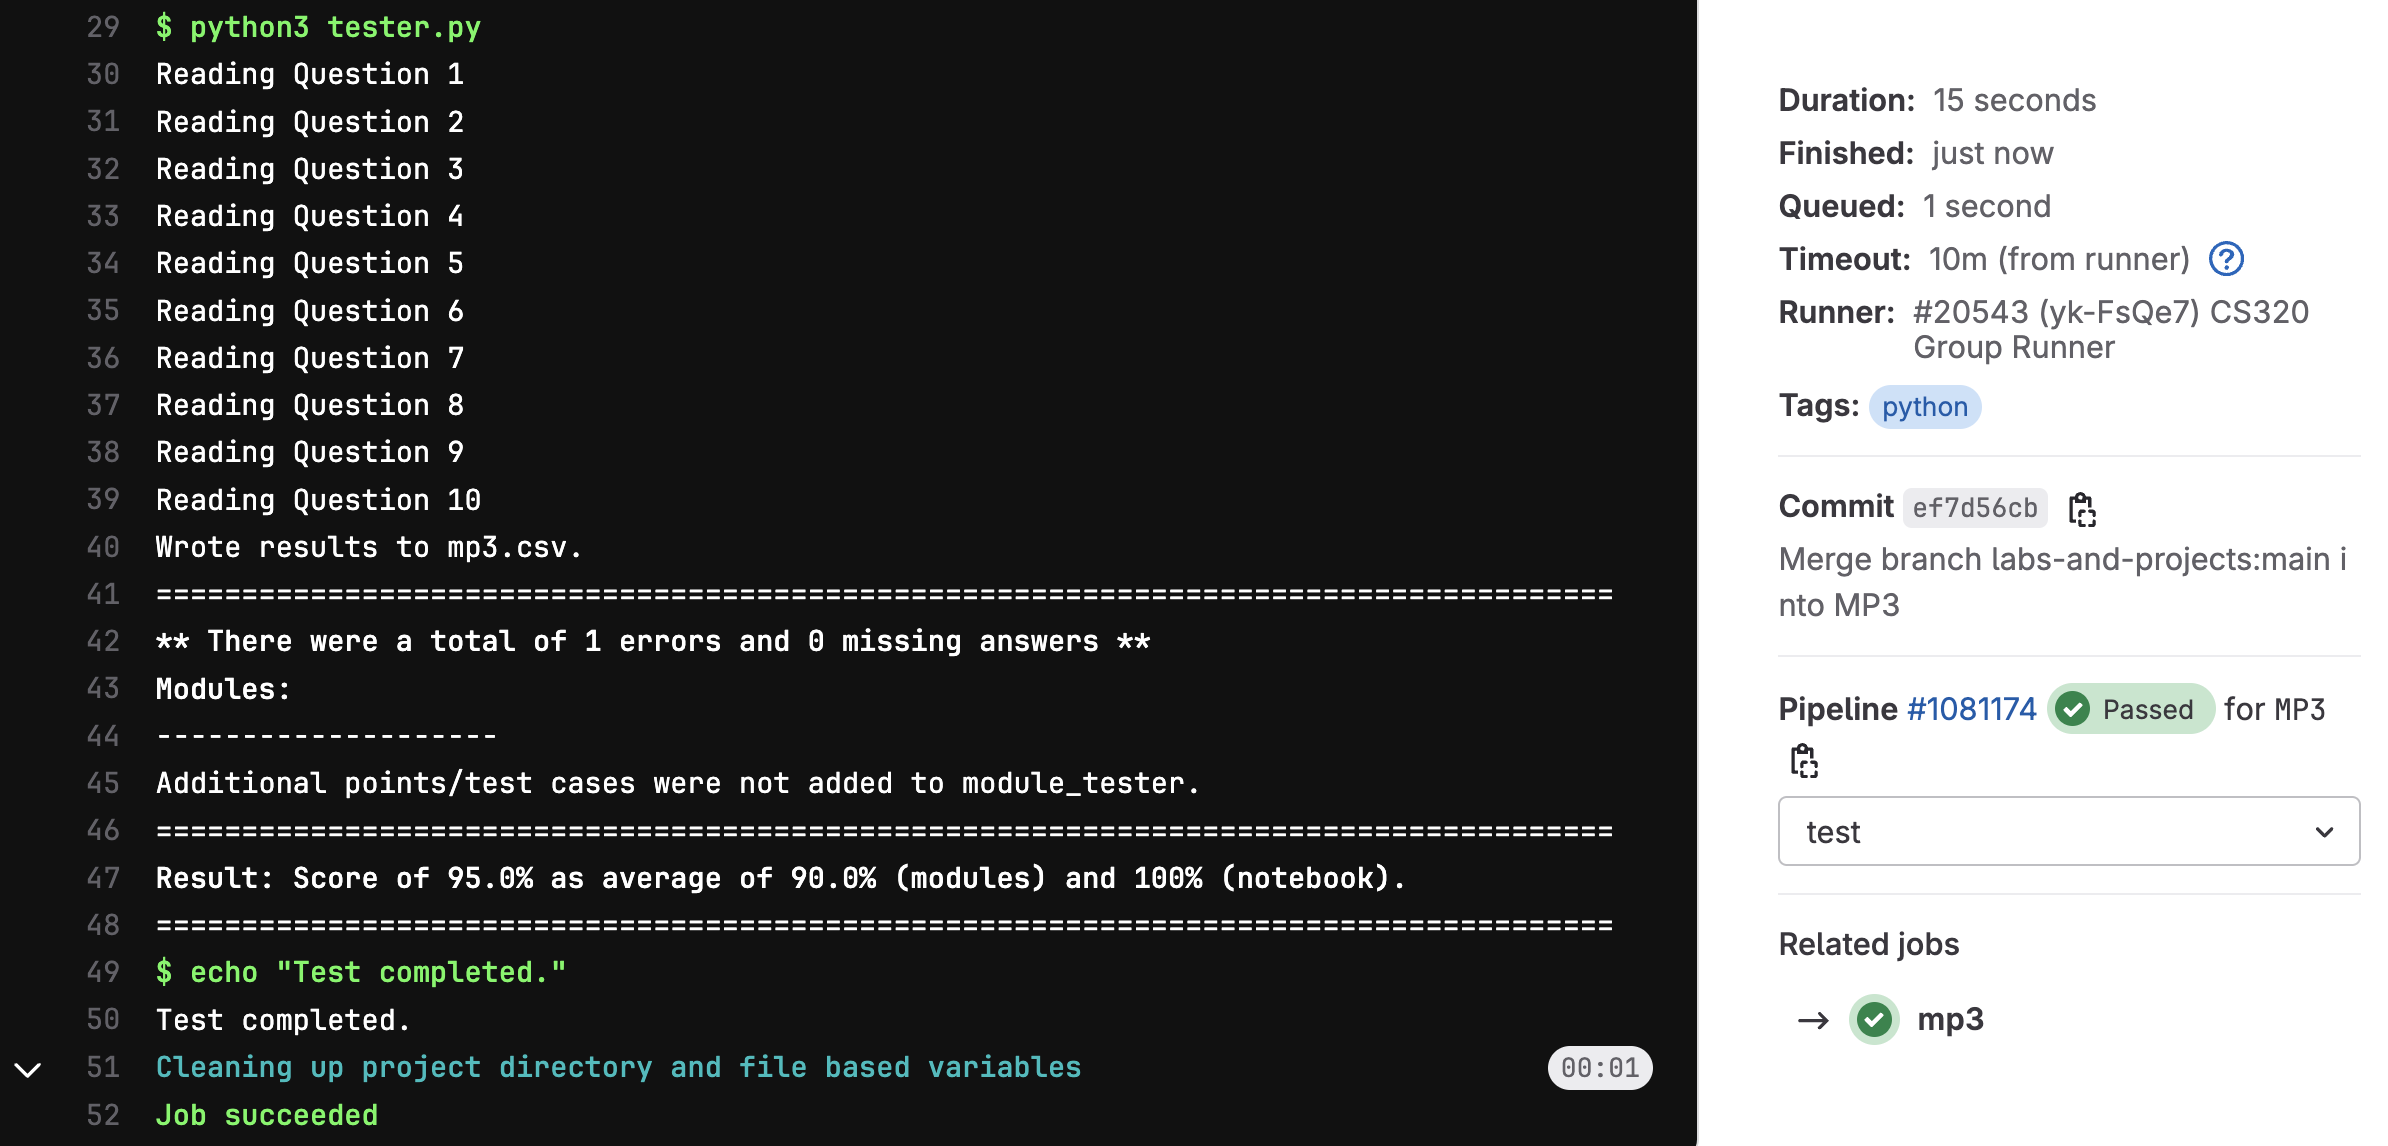 29 $ python3 tester.py
30 Reading Question 1
31 Reading Question 2
32 Reading Question 3
33 Reading Question 4
34 Reading Question 5
35 Reading Question 6
36 Reading Question 7
37 Reading Question 8
38 Reading Question 9
39 Reading Question 10
40 Wrote results to mp3.csv.
41 =====================================================================================
42 ** There were a total of 1 errors and 0 missing answers **
43 Modules:
44 --------------------
45 Additional points/test cases were not added to module_tester.
46 =====================================================================================
47 Result: Score of 95.0% as average of 90.0% (modules) and 100% (notebook).
48 =====================================================================================
49 $ echo "Test completed."
50 Test completed.
51 Cleaning up project directory and file based variables 00:01
52 Job succeeded
Duration: 15 seconds
Finished: just now
Queued: 1 second
Timeout: 10m (from runner) ?
Runner: #20543 (yk-FsQe7) CS320
Group Runner
Tags: python
Commit ef7d56cb
Merge branch labs-and-projects:main i
nto MP3
Pipeline #1081174 Passed for MP3
test
Related jobs
→ mp3